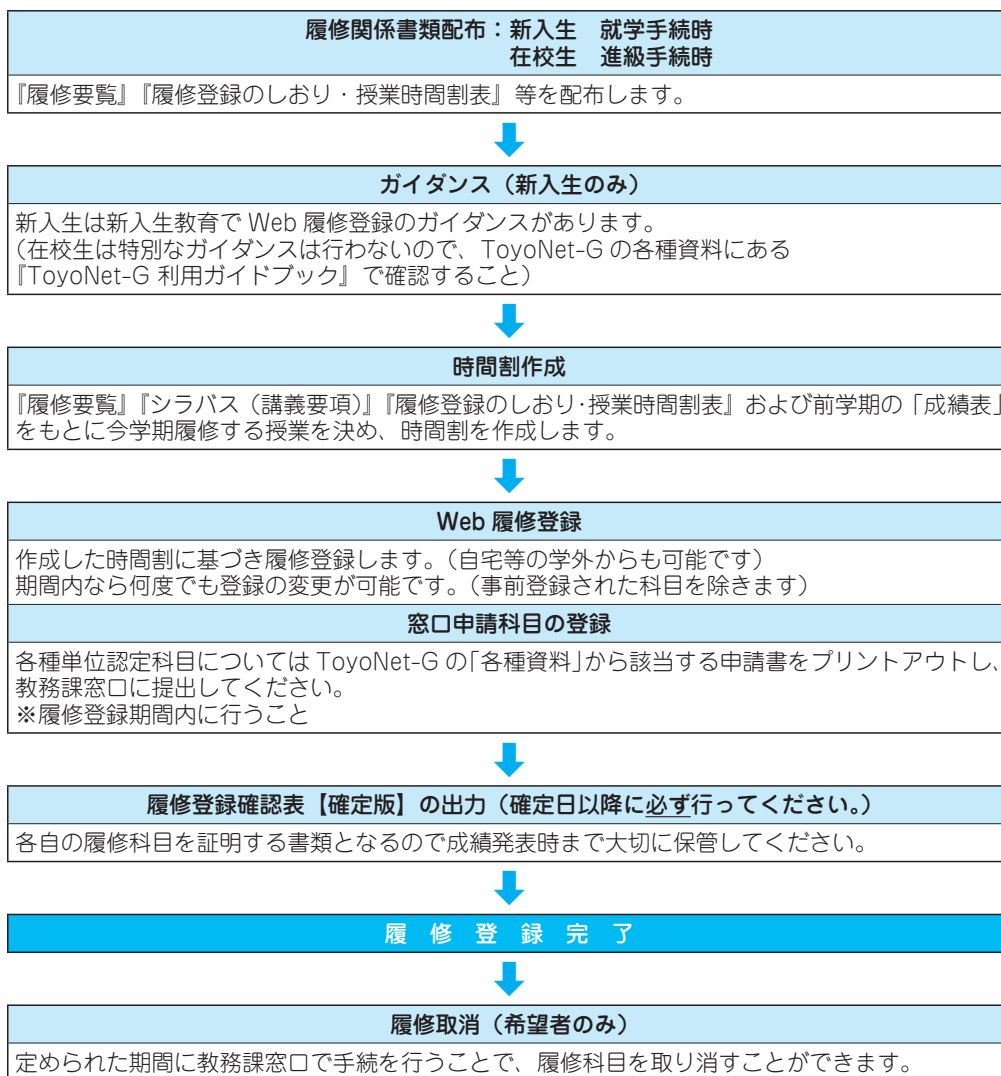 履修関係書類配布：新入生　就学手続時
在校生　進級手続時
『履修要覧』『履修登録のしおり・授業時間割表』等を配布します。
ガイダンス（新入生のみ）
新入生は新入生教育で Web 履修登録のガイダンスがあります。
（在校生は特別なガイダンスは行わないので、ToyoNet-G の各種資料にある
『ToyoNet-G 利用ガイドブック』で確認すること）
時間割作成
『履修要覧』『シラバス（講義要項）』『履修登録のしおり・授業時間割表』および前学期の「成績表」
をもとに今学期履修する授業を決め、時間割を作成します。
Web 履修登録
作成した時間割に基づき履修登録します。（自宅等の学外からも可能です）
期間内なら何度でも登録の変更が可能です。（事前登録された科目を除きます）
窓口申請科目の登録
各種単位認定科目については ToyoNet-G の「各種資料」から該当する申請書をプリントアウトし、
教務課窓口に提出してください。
※履修登録期間内に行うこと
履修登録確認表【確定版】の出力（確定日以降に必ず行ってください。）
各自の履修科目を証明する書類となるので成績発表時まで大切に保管してください。
履　修　登　録　完　了
履修取消（希望者のみ）
定められた期間に教務課窓口で手続を行うことで、履修科目を取り消すことができます。